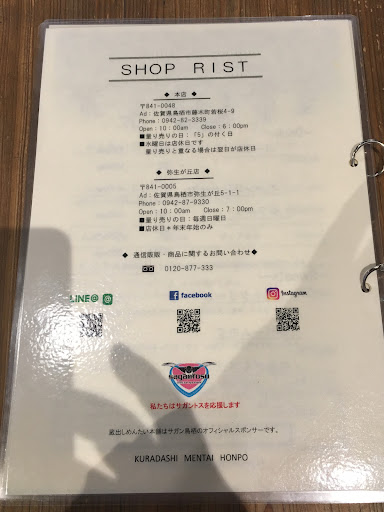 SHOP RIST
◆ 本店 ◆
〒841-0048
Ad：佐賀県鳥栖市藤木町若桜4-9
Phone：0942-82-3339
Open：10：00am Close：6：00pm
■量り売りの日：「5」の付く日
■水曜日は店休日です
量り売りと重なる場合は翌日が店休日
◆ 弥生が丘店 ◆
〒841-0005
Ad：佐賀県鳥栖市弥生が丘5-1-1
Phone：0942-87-9330
Open：10：00am Close：7：00pm
■量り売りの日：毎週日曜日
■店休日＊年末年始のみ
◆ 通信販販・商品に関するお問い合わせ◆
0120-877-333
LINE@
facebook
Instagram
sagantosu
私たちはサガントスを応援します
蔵出しめんたい本舗はサガン鳥栖のオフィシャルスポンサーです。
KURADASHI MENTAI HONPO